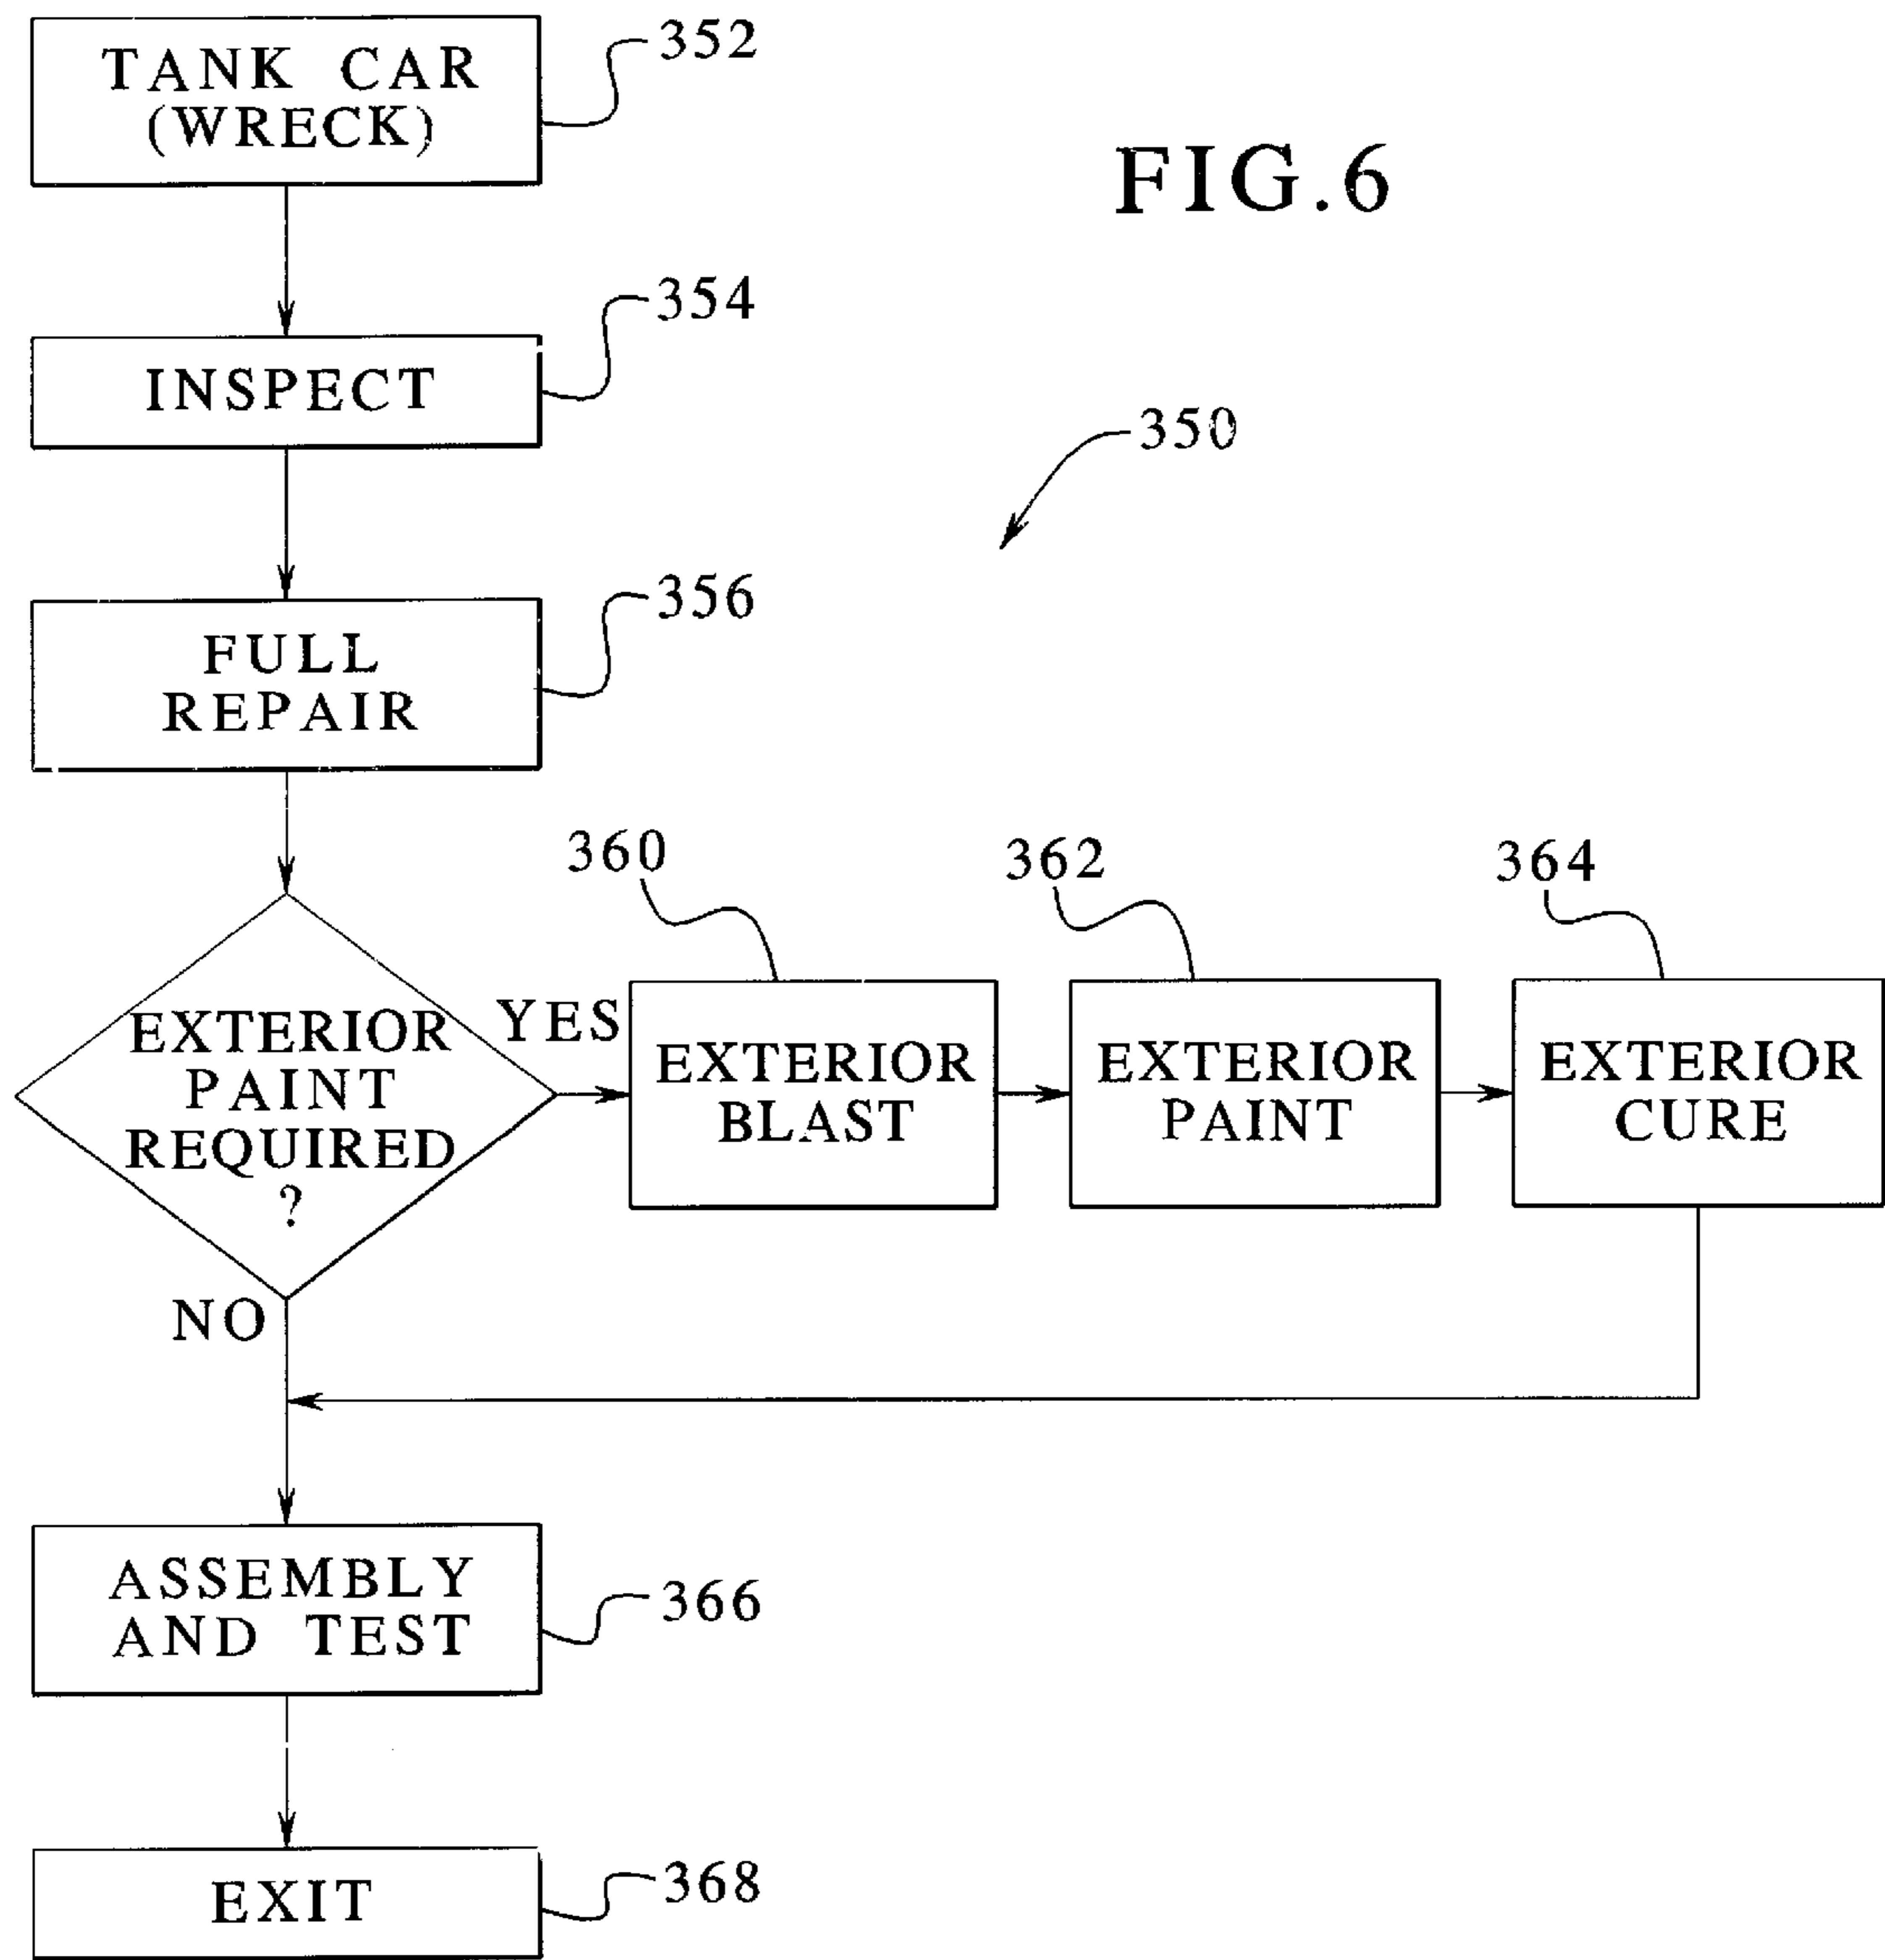 TANK CAR
(WRECK)
352
FIG.6
INSPECT
354
350
FULL
REPAIR
356
EXTERIOR
PAINT
REQUIRED
?
YES
NO
360
EXTERIOR
BLAST
362
EXTERIOR
PAINT
364
EXTERIOR
CURE
ASSEMBLY
AND TEST
366
EXIT
368